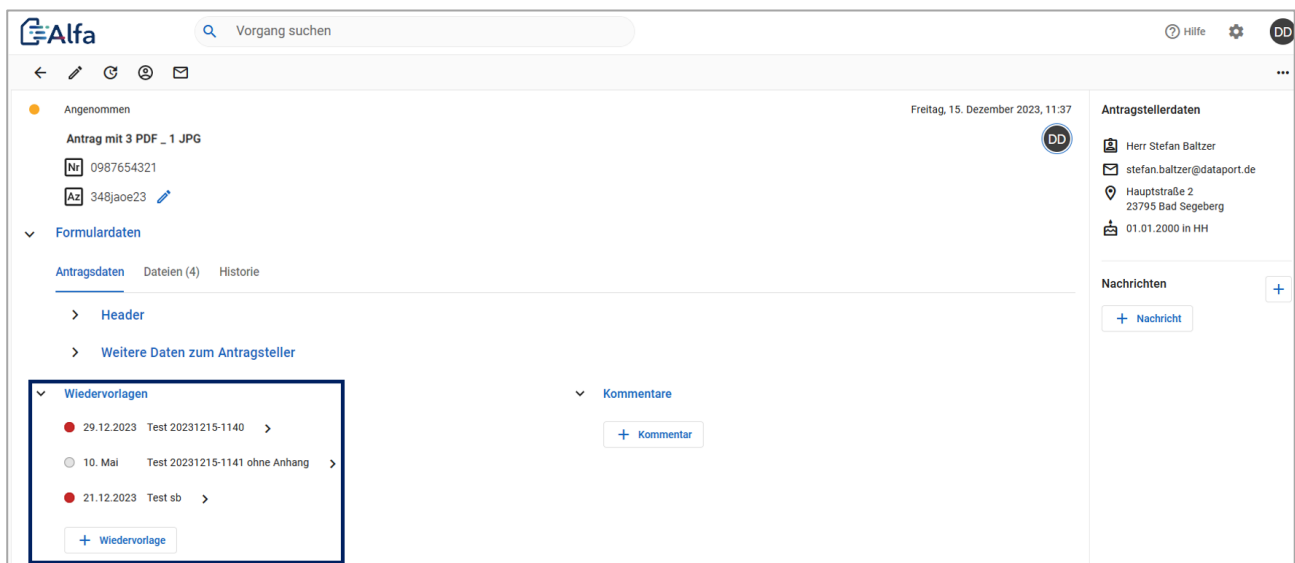 Alfa
Vorgang suchen
Hilfe
DD
Angenommen
Freitag, 15. Dezember 2023, 11:37
Antrag mit 3 PDF _ 1 JPG
DD
Nr 0987654321
Az 348jaoe23
Formulardaten
Antragsdaten Dateien (4) Historie
Header
Weitere Daten zum Antragsteller
Wiedervorlagen
29.12.2023 Test 20231215-1140
10. Mai Test 20231215-1141 ohne Anhang
21.12.2023 Test sb
+ Wiedervorlage
Kommentare
+ Kommentar
Antragstellerdaten
Herr Stefan Baltzer
stefan.baltzer@dataport.de
Hauptstraße 2
23795 Bad Segeberg
01.01.2000 in HH
Nachrichten
+
+ Nachricht